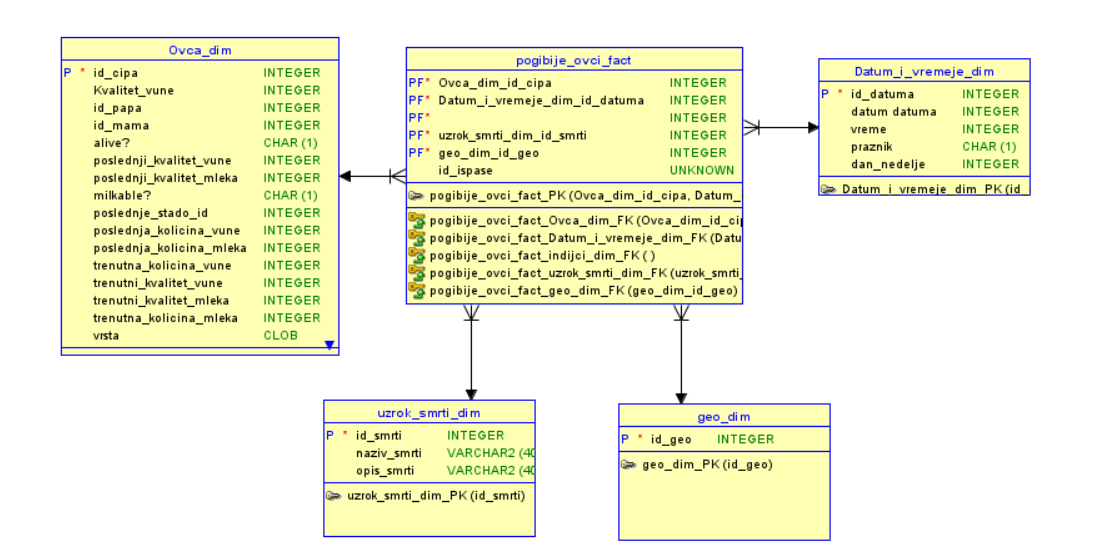 Ovca_dim
P * id_cipa INTEGER
Kvalitet_vune INTEGER
id_papa INTEGER
id_mama INTEGER
alive? CHAR (1)
poslednji_kvalitet_vune INTEGER
poslednji_kvalitet_mleka INTEGER
milkable? CHAR (1)
poslednje_stado_id INTEGER
poslednja_kolicina_vune INTEGER
poslednja_kolicina_mleka INTEGER
trenutna_kolicina_vune INTEGER
trenutni_kvalitet_vune INTEGER
trenutni_kvalitet_mleka INTEGER
trenutna_kolicina_mleka INTEGER
vrsta CLOB
pogibije_ovci_fact
PF* Ovca_dim_id_cipa INTEGER
PF* Datum_i_vremeje_dim_id_datuma INTEGER
PF* INTEGER
PF* uzrok_smrti_dim_id_smrti INTEGER
PF* geo_dim_id_geo INTEGER
id_ispase UNKNOWN
pogibije_ovci_fact_PK (Ovca_dim_id_cipa, Datum_
pogibije_ovci_fact_Ovca_dim_FK (Ovca_dim_id_cip
pogibije_ovci_fact_Datum_i_vremeje_dim_FK (Datu
pogibije_ovci_fact_indijci_dim_FK ( )
pogibije_ovci_fact_uzrok_smrti_dim_FK (uzrok_smrti_
pogibije_ovci_fact_geo_dim_FK (geo_dim_id_geo)
Datum_i_vremeje_dim
P * id_datuma INTEGER
datum datuma INTEGER
vreme INTEGER
praznik CHAR (1)
dan_nedelje INTEGER
Datum_i_vremeje_dim_PK (id
uzrok_smrti_dim
P * id_smrti INTEGER
naziv_smrti VARCHAR2 (40
opis_smrti VARCHAR2 (40
uzrok_smrti_dim_PK (id_smrti)
geo_dim
P * id_geo INTEGER
geo_dim_PK (id_geo)